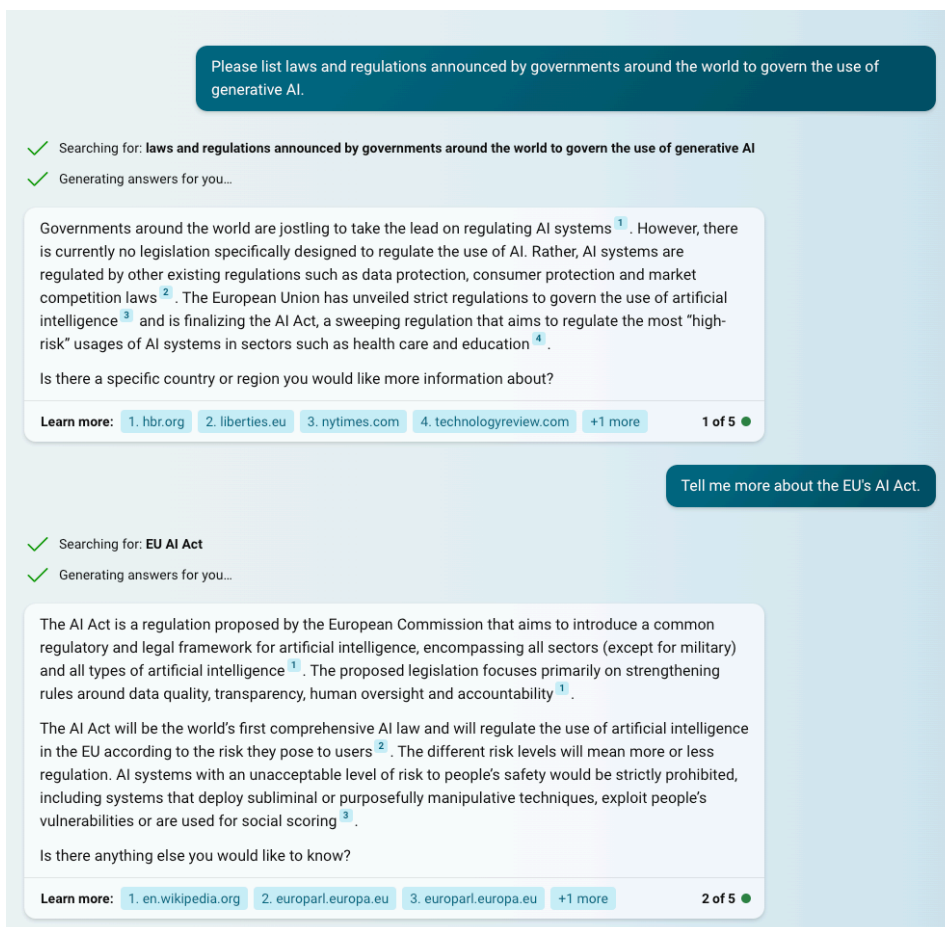 Please list laws and regulations announced by governments around the world to govern the use of
generative AI.
Searching for: laws and regulations announced by governments around the world to govern the use of generative AI
Generating answers for you...
Governments around the world are jostling to take the lead on regulating AI systems 1 . However, there
is currently no legislation specifically designed to regulate the use of AI. Rather, AI systems are
regulated by other existing regulations such as data protection, consumer protection and market
competition laws 2 . The European Union has unveiled strict regulations to govern the use of artificial
intelligence 3 and is finalizing the AI Act, a sweeping regulation that aims to regulate the most “high-
risk” usages of AI systems in sectors such as health care and education 4 .
Is there a specific country or region you would like more information about?
Learn more: 1. hbr.org 2. liberties.eu 3. nytimes.com 4. technologyreview.com +1 more 1 of 5
Tell me more about the EU's AI Act.
Searching for: EU AI Act
Generating answers for you...
The AI Act is a regulation proposed by the European Commission that aims to introduce a common
regulatory and legal framework for artificial intelligence, encompassing all sectors (except for military)
and all types of artificial intelligence 1 . The proposed legislation focuses primarily on strengthening
rules around data quality, transparency, human oversight and accountability 1 .
The AI Act will be the world’s first comprehensive AI law and will regulate the use of artificial intelligence
in the EU according to the risk they pose to users 2 . The different risk levels will mean more or less
regulation. AI systems with an unacceptable level of risk to people’s safety would be strictly prohibited,
including systems that deploy subliminal or purposefully manipulative techniques, exploit people’s
vulnerabilities or are used for social scoring 3 .
Is there anything else you would like to know?
Learn more: 1. en.wikipedia.org 2. europarl.europa.eu 3. europarl.europa.eu +1 more 2 of 5